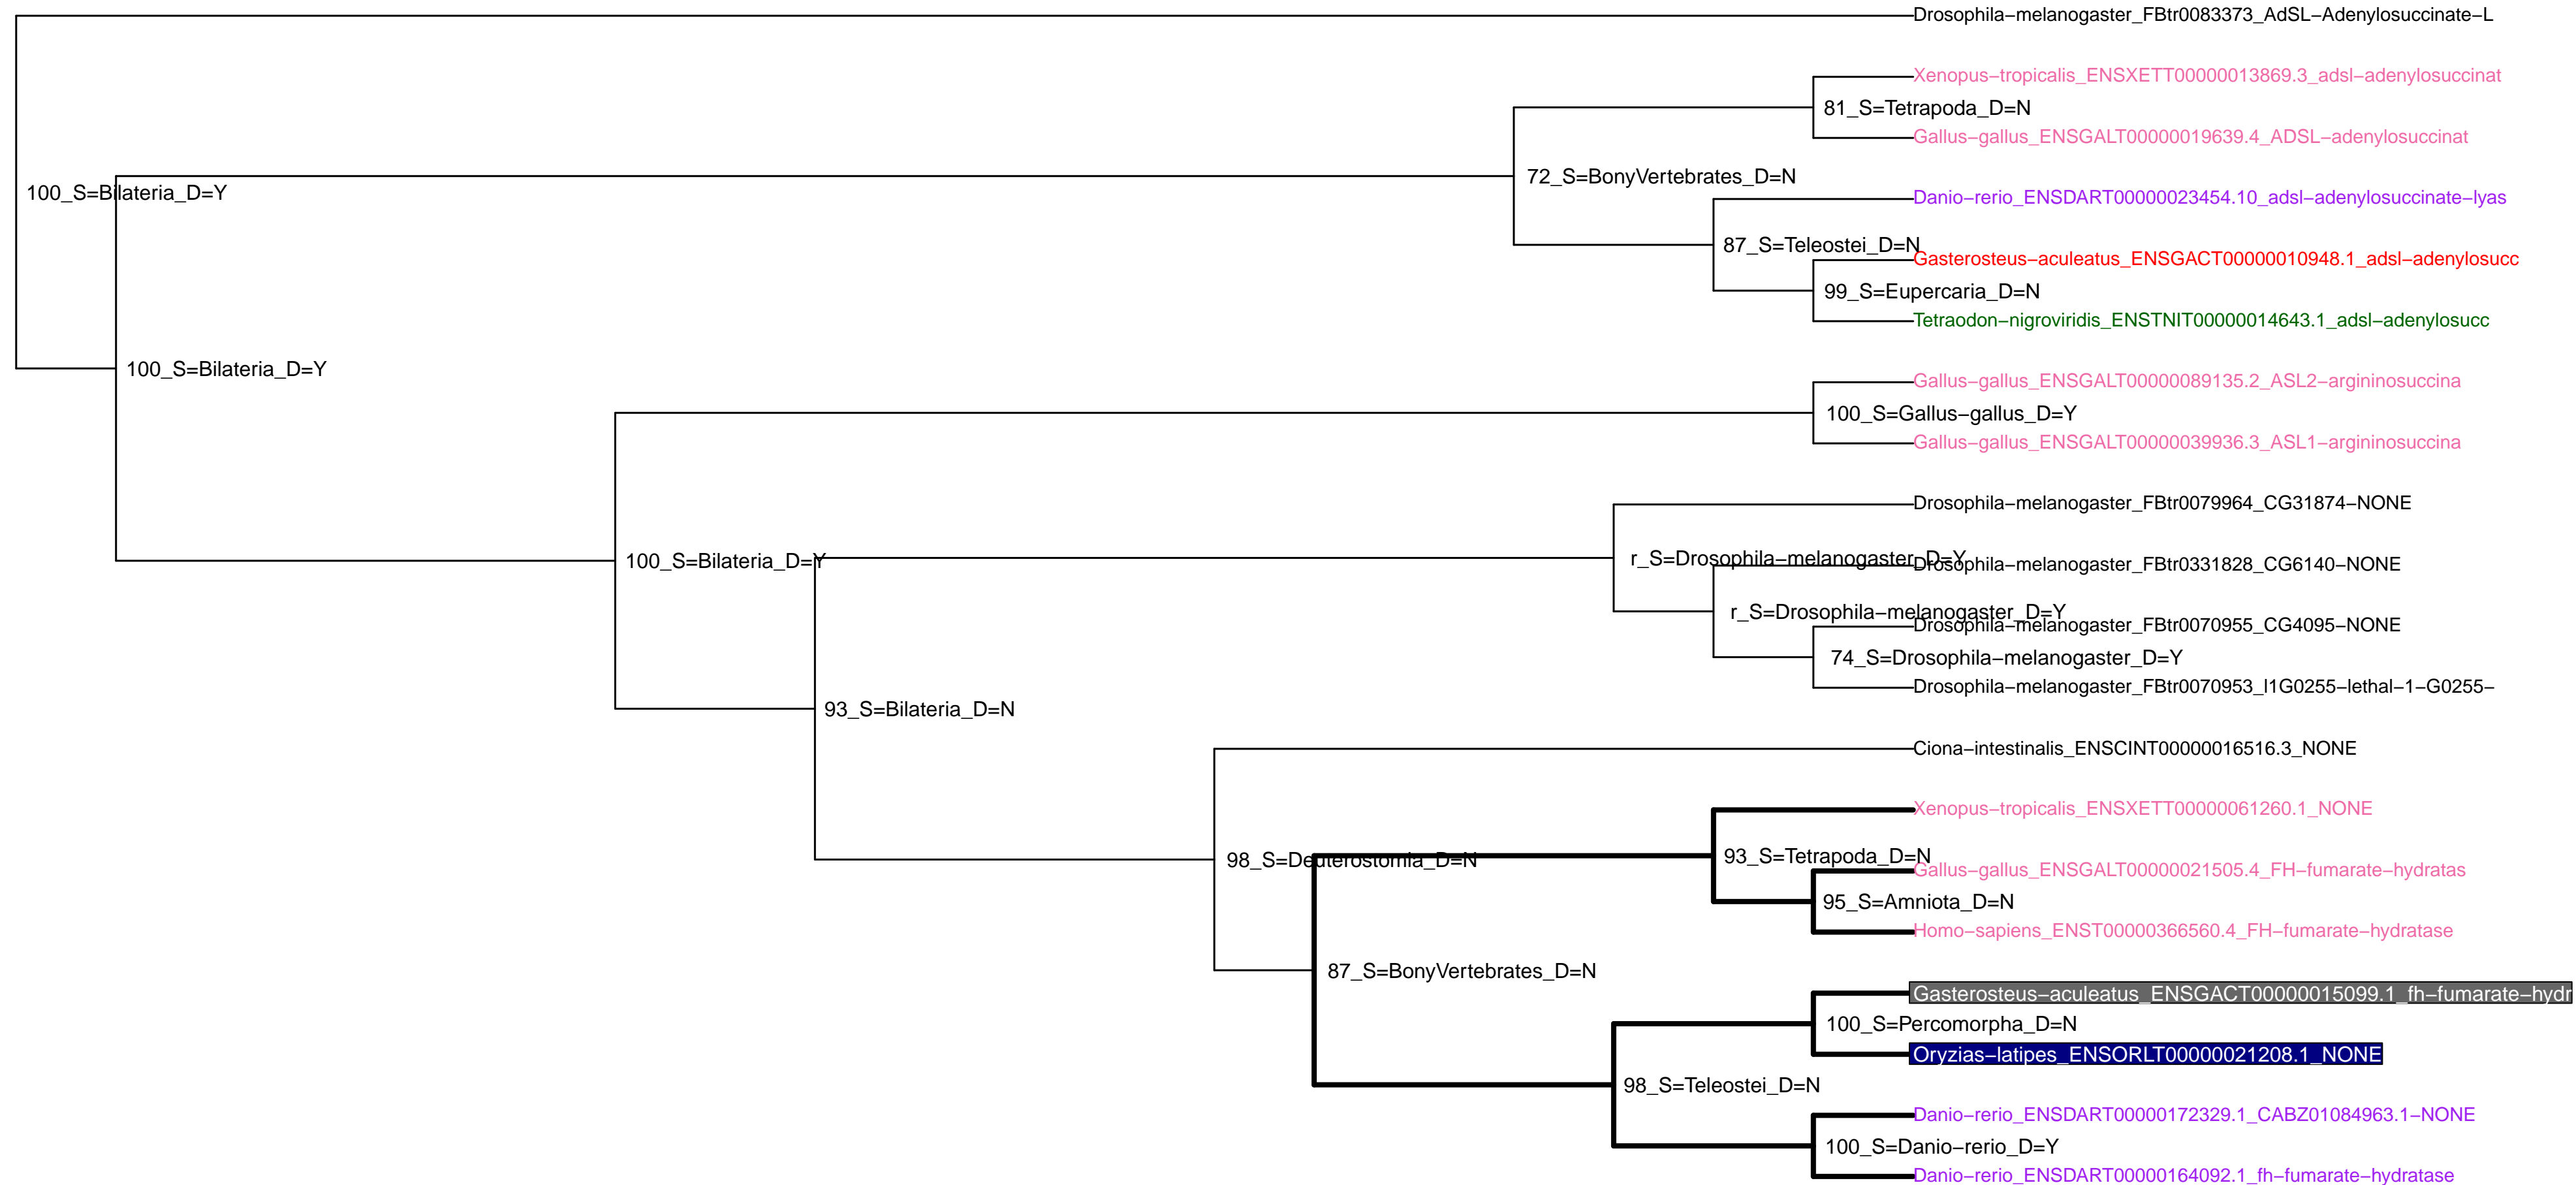 Drosophila−melanogaster_FBtr0083373_AdSL−Adenylosuccinate−L
Xenopus−tropicalis_ENSXETT00000013869.3_adsl−adenylosuccinat
81_S=Tetrapoda_D=N
Gallus−gallus_ENSGALT00000019639.4_ADSL−adenylosuccinat
72_S=BonyVertebrates_D=N
100_S=Bilateria_D=Y
Danio−rerio_ENSDART00000023454.10_adsl−adenylosuccinate−lyas
87_S=Teleostei_D=N
Gasterosteus−aculeatus_ENSGACT00000010948.1_adsl−adenylosucc
99_S=Eupercaria_D=N
Tetraodon−nigroviridis_ENSTNIT00000014643.1_adsl−adenylosucc
100_S=Bilateria_D=Y
Gallus−gallus_ENSGALT00000089135.2_ASL2−argininosuccina
100_S=Gallus−gallus_D=Y
Gallus−gallus_ENSGALT00000039936.3_ASL1−argininosuccina
Drosophila−melanogaster_FBtr0079964_CG31874−NONE
100_S=Bilateria_D=Y
r_S=Drosophila−melanogaster_D=Y
Drosophila−melanogaster_FBtr0331828_CG6140−NONE
r_S=Drosophila−melanogaster_D=Y
Drosophila−melanogaster_FBtr0070955_CG4095−NONE
74_S=Drosophila−melanogaster_D=Y
Drosophila−melanogaster_FBtr0070953_l1G0255−lethal−1−G0255−
93_S=Bilateria_D=N
Ciona−intestinalis_ENSCINT00000016516.3_NONE
Xenopus−tropicalis_ENSXETT00000061260.1_NONE
93_S=Tetrapoda_D=N
98_S=Deuterostomia_D=N
Gallus−gallus_ENSGALT00000021505.4_FH−fumarate−hydratas
95_S=Amniota_D=N
Homo−sapiens_ENST00000366560.4_FH−fumarate−hydratase
87_S=BonyVertebrates_D=N
Gasterosteus−aculeatus_ENSGACT00000015099.1_fh−fumarate−hydr
100_S=Percomorpha_D=N
Oryzias−latipes_ENSORLT00000021208.1_NONE
98_S=Teleostei_D=N
Danio−rerio_ENSDART00000172329.1_CABZ01084963.1−NONE
100_S=Danio−rerio_D=Y
Danio−rerio_ENSDART00000164092.1_fh−fumarate−hydratase